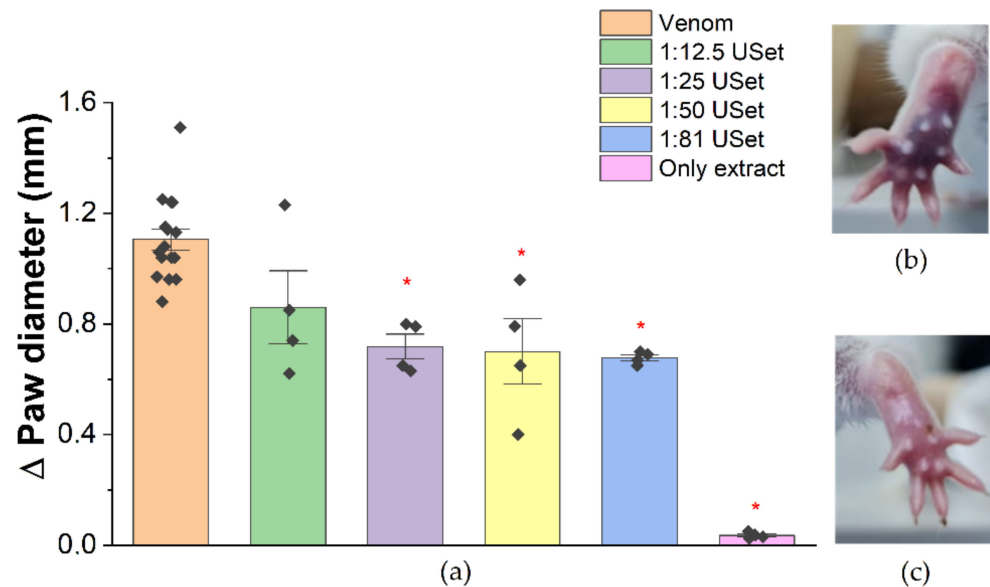 Venom
1:12.5 USet
1:25 USet
1:50 USet
1:81 USet
Only extract
Δ Paw diameter (mm)
1.6
1.2
0.8
0.4
0.0
*
*
*
*
(a)
(b)
(c)